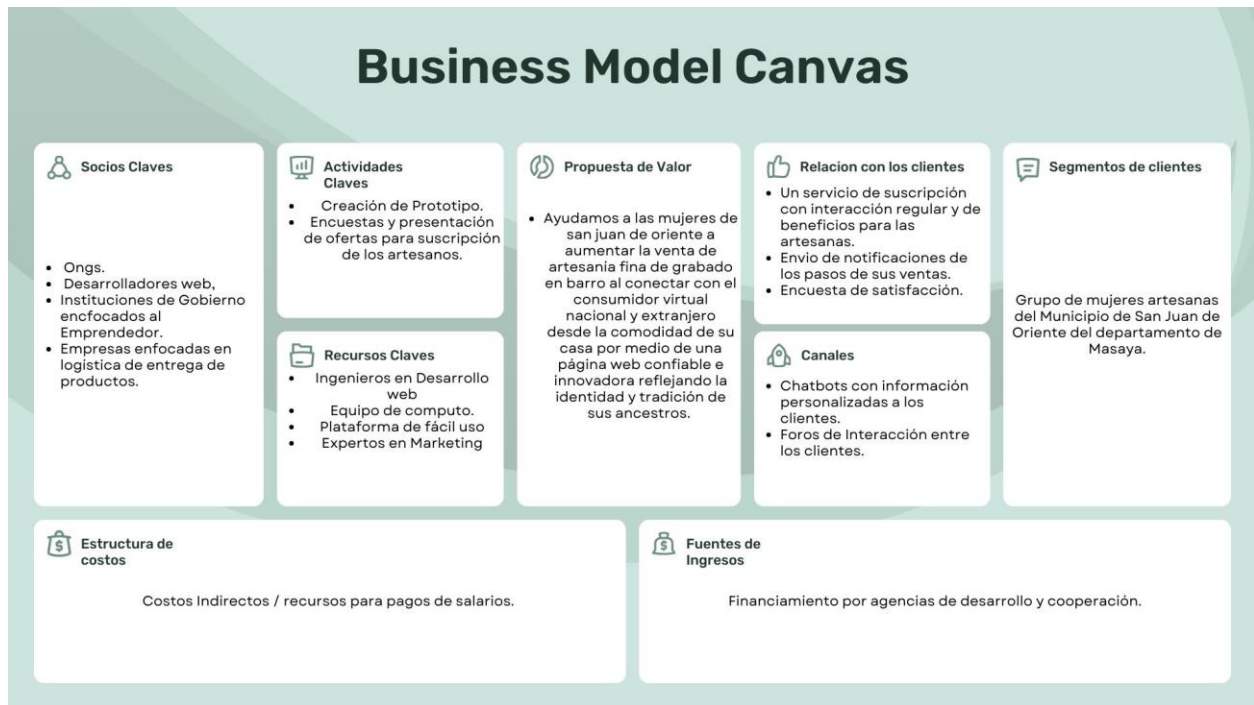 Business Model Canvas
Socios Claves
• Ongs.
• Desarrolladores web,
• Instituciones de Gobierno
encfocados al
Emprendedor.
• Empresas enfocadas en
logística de entrega de
productos.
Actividades
Claves
• Creación de Prototipo.
• Encuestas y presentación
de ofertas para suscripción
de los artesanos.
Recursos Claves
• Ingenieros en Desarrollo
web
• Equipo de computo.
• Plataforma de fácil uso
• Expertos en Marketing
Propuesta de Valor
• Ayudamos a las mujeres de
san juan de oriente a
aumentar la venta de
artesania fina de grabado
en barro al conectar con el
consumidor virtual
nacional y extranjero
desde la comodidad de su
casa por medio de una
página web confiable e
innovadora reflejando la
identidad y tradición de
sus ancestros.
Relacion con los clientes
• Un servicio de suscripción
con interacción regular y de
beneficios para las
artesanas.
• Envio de notificaciones de
los pasos de sus ventas.
• Encuesta de satisfacción.
Canales
• Chatbots con información
personalizadas a los
clientes.
• Foros de Interacción entre
los clientes.
Segmentos de clientes
Grupo de mujeres artesanas
del Municipio de San Juan de
Oriente del departamento de
Masaya.
Estructura de
costos
Costos Indirectos / recursos para pagos de salarios.
Fuentes de
Ingresos
Financiamiento por agencias de desarrollo y cooperación.